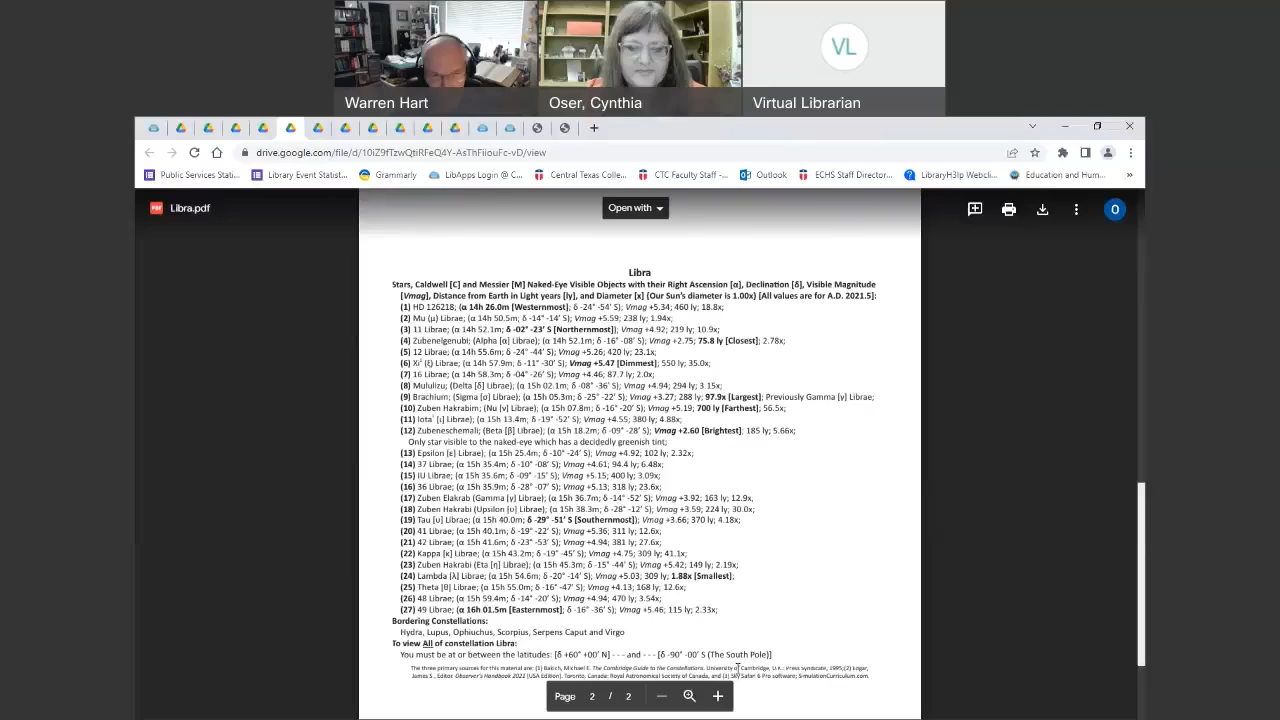 VL
Warren Hart
Oser, Cynthia
Virtual Librarian
drive.google.com/file/d/10iZ9fTzwQtiRFeQ4Y-AsThFiiouFc-vD/view
Public Services Stati...
Library Event Statist...
Grammarly
LibApps Login @ C...
Central Texas Colle...
CTC Faculty Staff -...
Outlook
ECHS Staff Director...
LibraryH3lp Webcli...
Education and Hum...
»
PDF Libra.pdf
Open with
O
Libra
Stars, Caldwell [C] and Messier [M] Naked-Eye Visible Objects with their Right Ascension [α], Declination [δ], Visible Magnitude
[Vmag], Distance from Earth in Light years [ly], and Diameter [x] {Our Sun’s diameter is 1.00x} [All values are for A.D. 2021.5]:
(1) HD 126218; (α 14h 26.0m [Westernmost]; δ -24° -54’ S); Vmag +5.34; 460 ly; 18.8x;
(2) Mu (μ) Librae; (α 14h 50.5m; δ -14° -14’ S); Vmag +5.59; 238 ly; 1.94x;
(3) 11 Librae; (α 14h 52.1m; δ -02° -23’ S [Northernmost]); Vmag +4.92; 219 ly; 10.9x;
(4) Zubenelgenubi; (Alpha [α] Librae); (α 14h 52.1m; δ -16° -08’ S); Vmag +2.75; 75.8 ly [Closest]; 2.78x;
(5) 12 Librae; (α 14h 55.6m; δ -24° -44’ S); Vmag +5.26; 420 ly; 23.1x;
(6) Xi¹ (ξ) Librae; (α 14h 57.9m; δ -11° -30’ S); Vmag +5.47 [Dimmest]; 550 ly; 35.0x;
(7) 16 Librae; (α 14h 58.3m; δ -04° -26’ S); Vmag +4.46; 87.7 ly; 2.0x;
(8) Mululizu; (Delta [δ] Librae); (α 15h 02.1m; δ -08° -36’ S); Vmag +4.94; 294 ly; 3.15x;
(9) Brachium; (Sigma [σ] Librae); (α 15h 05.3m; δ -25° -22’ S); Vmag +3.27; 288 ly; 97.9x [Largest]; Previously Gamma [γ] Librae;
(10) Zuben Hakrabim; (Nu [ν] Librae); (α 15h 07.8m; δ -16° -20’ S); Vmag +5.19; 700 ly [Farthest]; 56.5x;
(11) Iota¹ [ι] Librae; (α 15h 13.4m; δ -19° -52’ S); Vmag +4.55; 380 ly; 4.88x;
(12) Zubeneschemali; (Beta [β] Librae); (α 15h 18.2m; δ -09° -28’ S); Vmag +2.60 [Brightest]; 185 ly; 5.66x;
Only star visible to the naked-eye which has a decidedly greenish tint;
(13) Epsilon [ε] Librae); (α 15h 25.4m; δ -10° -24’ S); Vmag +4.92; 102 ly; 2.32x;
(14) 37 Librae; (α 15h 35.4m; δ -10° -08’ S); Vmag +4.61; 94.4 ly; 6.48x;
(15) IU Librae; (α 15h 35.6m; δ -09° -15’ S); Vmag +5.15; 400 ly; 3.09x;
(16) 36 Librae; (α 15h 35.9m; δ -28° -07’ S); Vmag +5.13; 318 ly; 23.6x;
(17) Zuben Elakrab (Gamma [γ] Librae); (α 15h 36.7m; δ -14° -52’ S); Vmag +3.92; 163 ly; 12.9x,
(18) Zuben Hakrabi (Upsilon [υ] Librae); (α 15h 38.3m; δ -28° -12’ S); Vmag +3.59; 224 ly; 30.0x;
(19) Tau [υ] Librae; (α 15h 40.0m; δ -29° -51’ S [Southernmost]); Vmag +3.66; 370 ly; 4.18x;
(20) 41 Librae; (α 15h 40.1m; δ -19° -22’ S); Vmag +5.36; 311 ly; 12.6x;
(21) 42 Librae; (α 15h 41.6m; δ -23° -53’ S); Vmag +4.94; 381 ly; 27.6x;
(22) Kappa [κ] Librae; (α 15h 43.2m; δ -19° -45’ S); Vmag +4.75; 309 ly; 41.1x;
(23) Zuben Hakrabi (Eta [η] Librae); (α 15h 45.3m; δ -15° -44’ S); Vmag +5.42; 149 ly; 2.19x;
(24) Lambda [λ] Librae; (α 15h 54.6m; δ -20° -14’ S); Vmag +5.03; 309 ly; 1.88x [Smallest];
(25) Theta [θ] Librae; (α 15h 55.0m; δ -16° -47’ S); Vmag +4.13; 168 ly; 12.6x;
(26) 48 Librae; (α 15h 59.4m; δ -14° -20’ S); Vmag +4.94; 470 ly; 3.54x;
(27) 49 Librae; (α 16h 01.5m [Easternmost]; δ -16° -36’ S); Vmag +5.46; 115 ly; 2.33x;
Bordering Constellations:
Hydra, Lupus, Ophiuchus, Scorpius, Serpens Caput and Virgo
To view All of constellation Libra:
You must be at or between the latitudes: [δ +60° +00’ N] - - - and - - - [δ -90° -00’ S (The South Pole)]
The three primary sources for this material are: (1) Bakich, Michael E. The Cambridge Guide to the Constellations. University of Cambridge, U.K.: Press Syndicate, 1995;(2) Edgar,
James S., Editor. Observer’s Handbook 2021 [USA Edition]. Toronto, Canada: Royal Astronomical Society of Canada, and (3) Sky Safari 6 Pro software; SimulationCurriculum.com.
Page 2 / 2